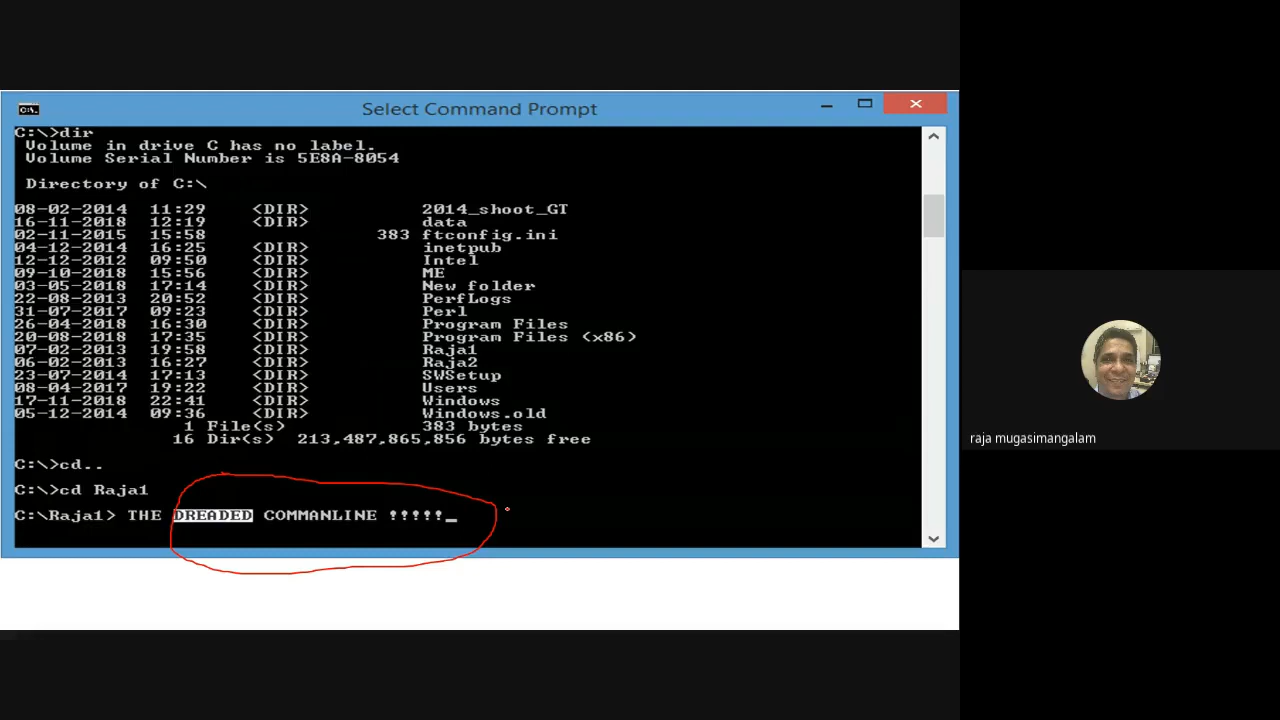 Select Command Prompt
C:\>dir
Volume in drive C has no label.
Volume Serial Number is 5E8A-8054
Directory of C:\
08-02-2014 11:29 <DIR> 2014_shoot_GT
16-11-2018 12:19 <DIR> data
02-11-2015 15:58 383 ftconfig.ini
04-12-2014 16:25 <DIR> inetpub
12-12-2012 09:50 <DIR> Intel
09-10-2018 15:56 <DIR> ME
03-05-2018 17:14 <DIR> New folder
22-08-2013 20:52 <DIR> PerfLogs
31-07-2017 09:23 <DIR> Perl
26-04-2018 16:30 <DIR> Program Files
20-08-2018 17:35 <DIR> Program Files (x86)
07-02-2013 19:58 <DIR> Raja1
06-02-2013 16:27 <DIR> Raja2
23-07-2014 17:13 <DIR> SWSetup
08-04-2017 19:22 <DIR> Users
17-11-2018 22:41 <DIR> Windows
05-12-2014 09:36 <DIR> Windows.old
1 File(s) 383 bytes
16 Dir(s) 213,487,865,856 bytes free
C:\>cd..
C:\>cd Raja1
C:\Raja1> THE DREADED COMMANLINE !!!!!_
raja mugasimangalam